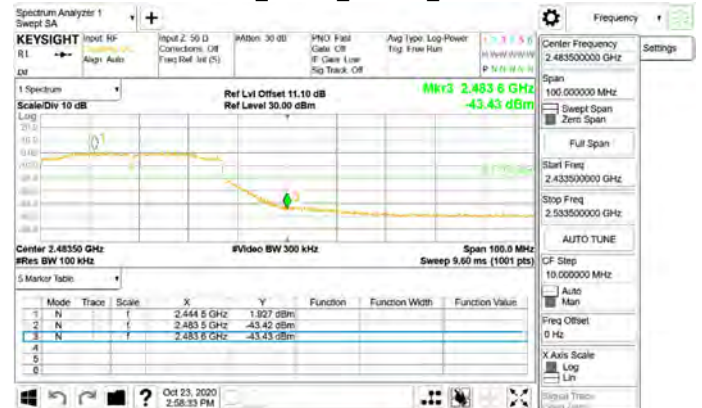 Spectrum Analyzer 1
Swept SA
+
Frequency
KEYSIGHT
Input: RF
Input Z: 50 Ω
#Atten: 30 dB
PNO: Fast
Avg Type: Log-Power
RL
Align: Auto
Corrections: Off
Gate: Off
Trig: Free Run
Freq Ref: Int (S)
IF Gain: Low
Sig Track: Off
1 Spectrum
Ref Lvl Offset 11.10 dB
Mkr3 2.483 6 GHz
Scale/Div 10 dB
Ref Level 30.00 dBm
-43.43 dBm
Log
Center 2.48350 GHz
#Video BW 300 kHz
Span 100.0 MHz
#Res BW 100 kHz
Sweep 9.60 ms (1001 pts)
5 Marker Table
Mode Trace Scale X Y Function Function Width Function Value
1 N f 2.444 5 GHz 1.927 dBm
2 N f 2.483 5 GHz -43.42 dBm
3 N f 2.483 6 GHz -43.43 dBm
4
5
6
?
Oct 23, 2020
2:58:33 PM
Center Frequency
2.483500000 GHz
Settings
Span
100.000000 MHz
Swept Span
Zero Span
Full Span
Start Freq
2.433500000 GHz
Stop Freq
2.533500000 GHz
AUTO TUNE
CF Step
10.000000 MHz
Auto
Man
Freq Offset
0 Hz
X Axis Scale
Log
Lin
Signal Track